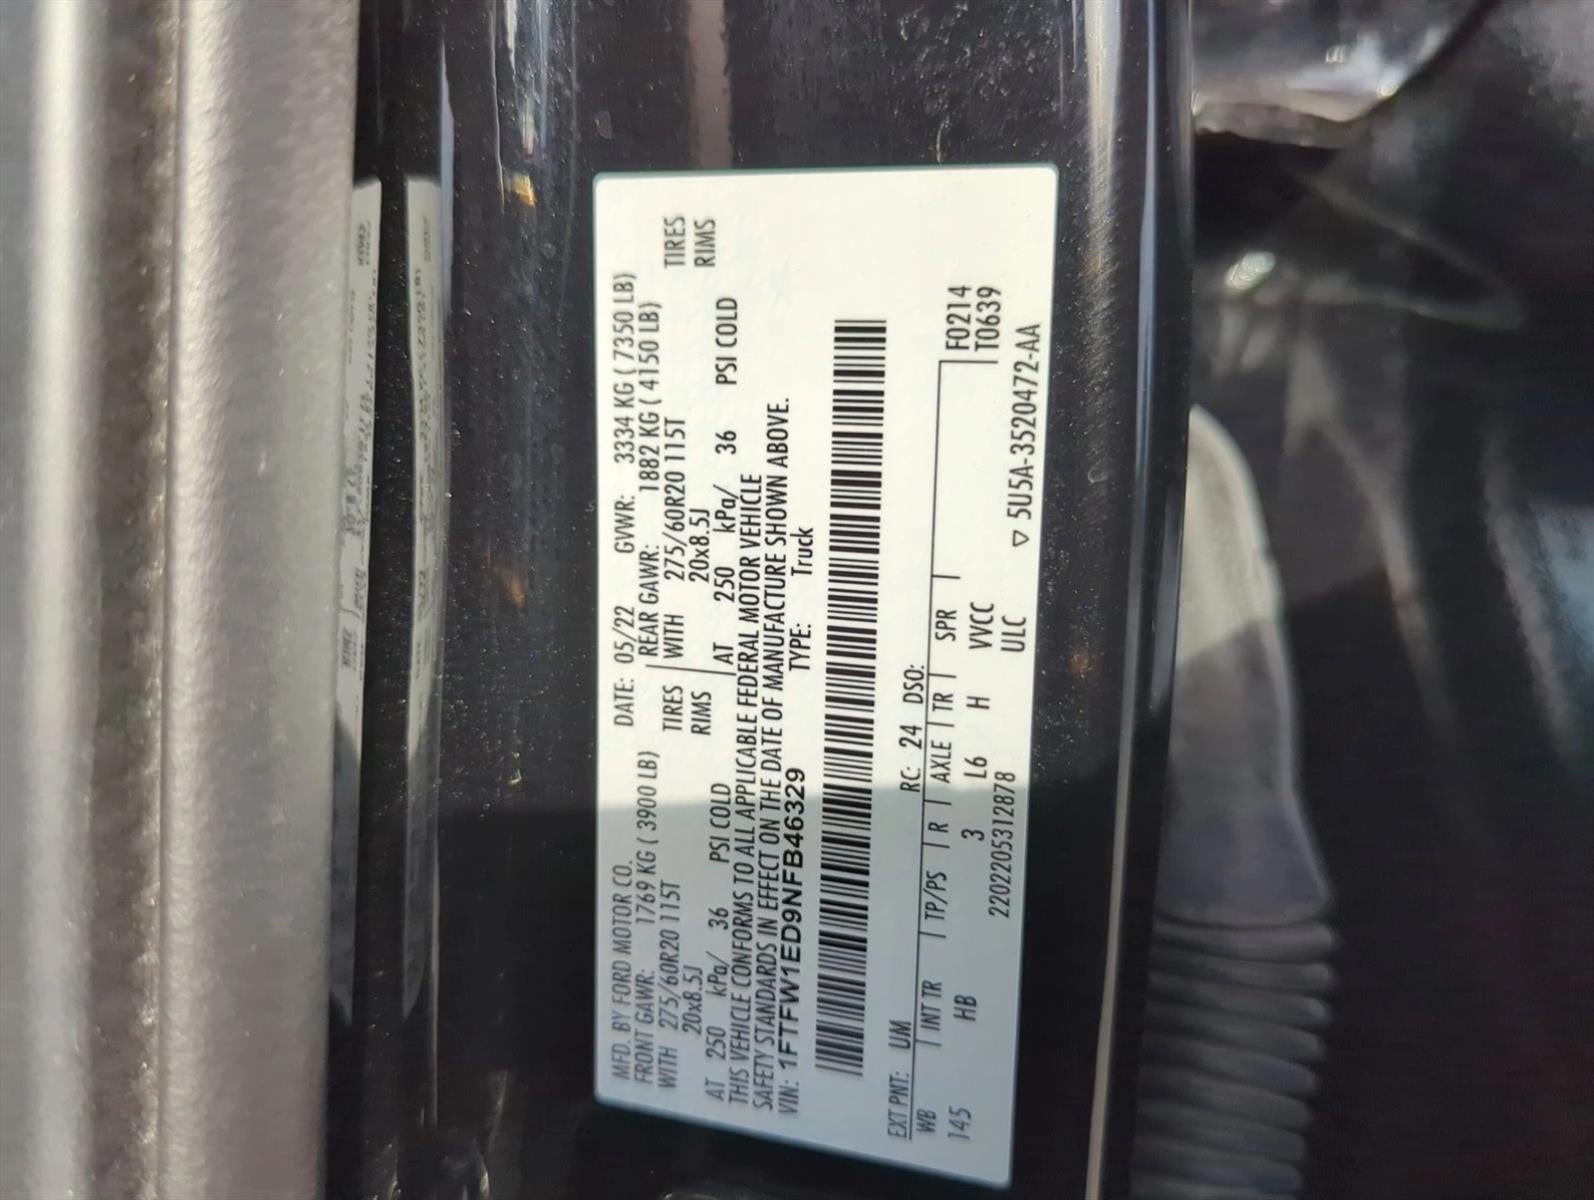 MFD. BY FORD MOTOR CO. DATE: 05/22 GVWR: 3334 KG ( 7350 LB)
FRONT GAWR: 1769 KG ( 3900 LB) REAR GAWR: 1882 KG ( 4150 LB)
WITH 275/60R20 115T TIRES WITH 275/60R20 115T TIRES
20x8.5J RIMS 20x8.5J RIMS
AT 250 kPa/ 36 PSI COLD AT 250 kPa/ 36 PSI COLD
THIS VEHICLE CONFORMS TO ALL APPLICABLE FEDERAL MOTOR VEHICLE
SAFETY STANDARDS IN EFFECT ON THE DATE OF MANUFACTURE SHOWN ABOVE.
VIN: 1FTFW1ED9NFB46329 TYPE: Truck
EXT PNT: UM RC: 24 DSO:
WB INT TR TP/PS R AXLE TR SPR F0214
145 HB 3 L6 H VVCC T0639
2202205312878 ULC ▽ 5U5A-3520472-AA